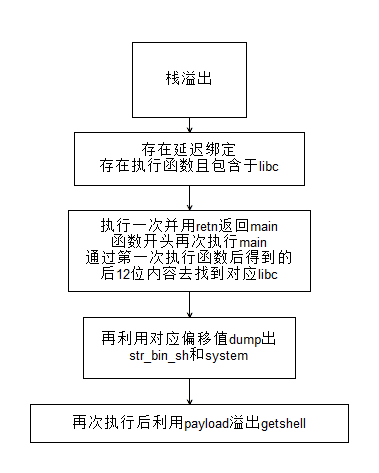 栈溢出
存在延迟绑定
存在执行函数且包含于libc
执行一次并用retn返回main
函数开头再次执行main
通过第一次执行函数后得到的
后12位内容去找到对应libc
再利用对应偏移值dump出
str_bin_sh和system
再次执行后利用payload溢出getshell